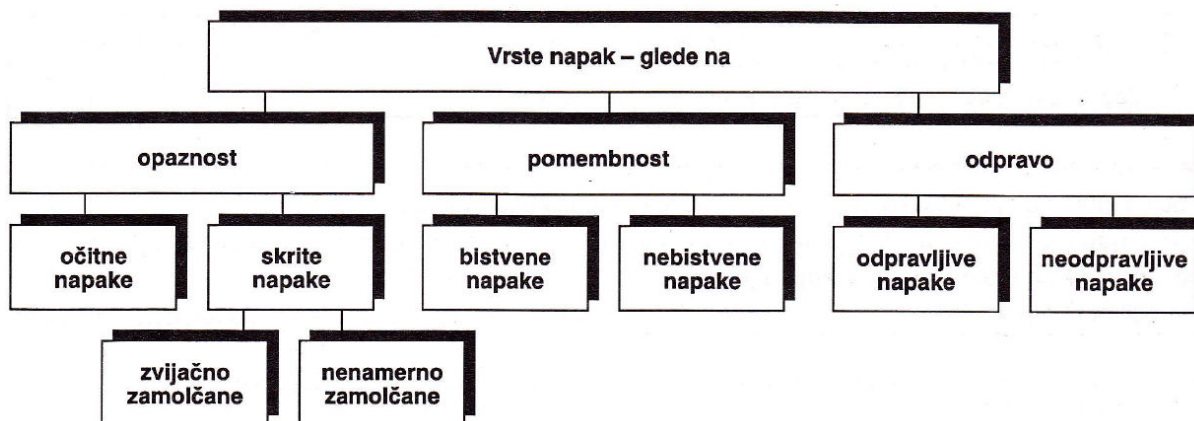 Vrste napak – glede na
opaznost
pomembnost
odpravo
očitne
napake
skrite
napake
bistvene
napake
nebistvene
napake
odpravljive
napake
neodpravljive
napake
zvijačno
zamolčane
nenamerno
zamolčane